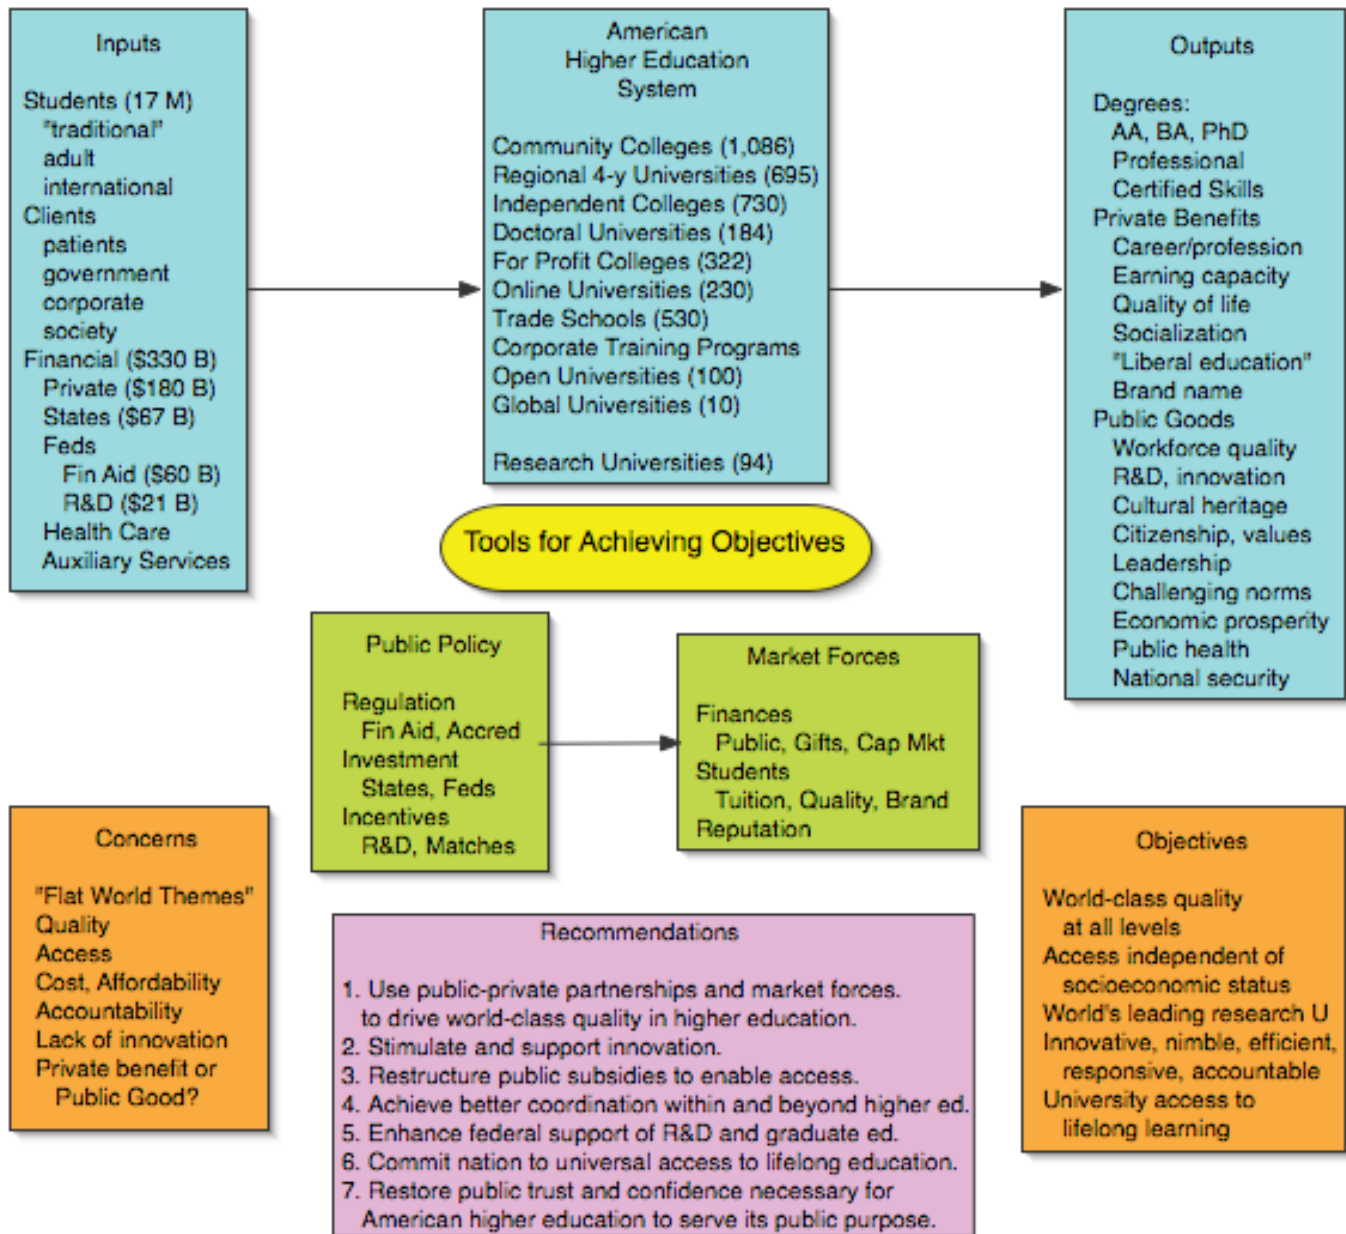 Inputs
Students (17 M)
"traditional"
adult
international
Clients
patients
government
corporate
society
Financial ($330 B)
Private ($180 B)
States ($67 B)
Feds
Fin Aid ($60 B)
R&D ($21 B)
Health Care
Auxiliary Services
American
Higher Education
System
Community Colleges (1,086)
Regional 4-y Universities (695)
Independent Colleges (730)
Doctoral Universities (184)
For Profit Colleges (322)
Online Universities (230)
Trade Schools (530)
Corporate Training Programs
Open Universities (100)
Global Universities (10)
Research Universities (94)
Outputs
Degrees:
AA, BA, PhD
Professional
Certified Skills
Private Benefits
Career/profession
Earning capacity
Quality of life
Socialization
"Liberal education"
Brand name
Public Goods
Workforce quality
R&D, innovation
Cultural heritage
Citizenship, values
Leadership
Challenging norms
Economic prosperity
Public health
National security
Tools for Achieving Objectives
Public Policy
Regulation
Fin Aid, Accred
Investment
States, Feds
Incentives
R&D, Matches
Market Forces
Finances
Public, Gifts, Cap Mkt
Students
Tuition, Quality, Brand
Reputation
Concerns
"Flat World Themes"
Quality
Access
Cost, Affordability
Accountability
Lack of innovation
Private benefit or
Public Good?
Recommendations
1. Use public-private partnerships and market forces.
to drive world-class quality in higher education.
2. Stimulate and support innovation.
3. Restructure public subsidies to enable access.
4. Achieve better coordination within and beyond higher ed.
5. Enhance federal support of R&D and graduate ed.
6. Commit nation to universal access to lifelong education.
7. Restore public trust and confidence necessary for
American higher education to serve its public purpose.
Objectives
World-class quality
at all levels
Access independent of
socioeconomic status
World's leading research U
Innovative, nimble, efficient,
responsive, accountable
University access to
lifelong learning